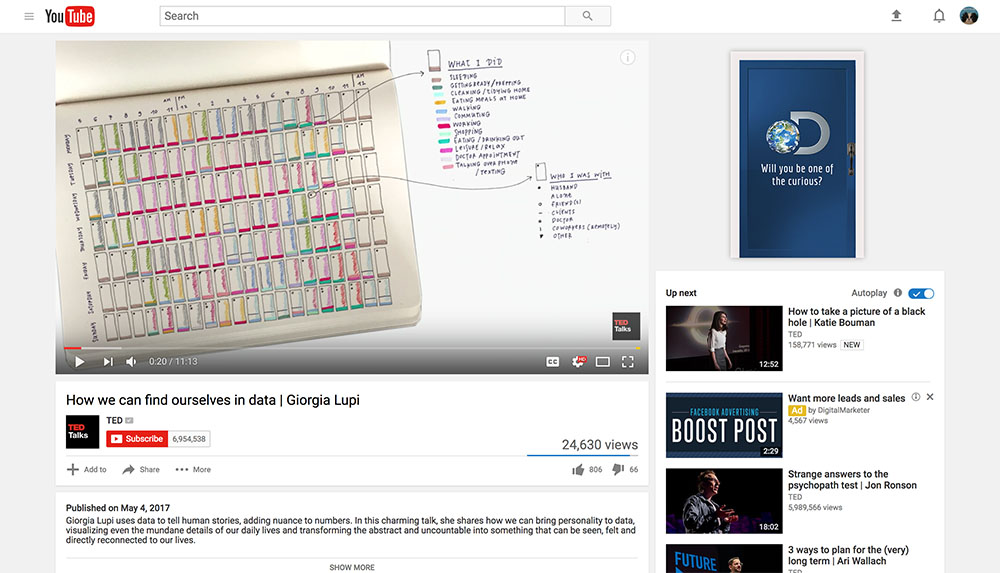 YouTube
Search
WHAT I DID
SLEEPING
GETTING READY / PREPPING
CLEANING / TIDYING HOME
EATING MEALS AT HOME
WALKING
COMMUTING
WORKING
SHOPPING
EATING / DRINKING OUT
LEISURE / RELAX
DOCTOR APPOINTMENT
TALKING OVER PHONE
/ TEXTING
WHO I WAS WITH
HUSBAND
ALONE
FRIEND(S)
CLIENTS
DOCTOR
COWORKERS (REMOTELY)
OTHER
AM
PM
TUESDAY
WEDNESDAY
THURSDAY
SUNDAY
TED
Talks
0:20 / 11:13
CC
HD
How we can find ourselves in data | Giorgia Lupi
TED
Talks
TED
Subscribe 6,954,538
24,630 views
Add to Share More
806 66
Published on May 4, 2017
Giorgia Lupi uses data to tell human stories, adding nuance to numbers. In this charming talk, she shares how we can bring personality to data,
visualizing even the mundane details of our daily lives and transforming the abstract and uncountable into something that can be seen, felt and
directly reconnected to our lives.
SHOW MORE
D
Will you be one of
the curious?
Up next
Autoplay
How to take a picture of a black
hole | Katie Bouman
TED
158,771 views NEW
12:52
Want more leads and sales
Ad by DigitalMarketer
4,567 views
FACEBOOK ADVERTISING
BOOST POST
2:29
Strange answers to the
psychopath test | Jon Ronson
TED
5,989,566 views
18:02
3 ways to plan for the (very)
long term | Ari Wallach
TED
FUTURE